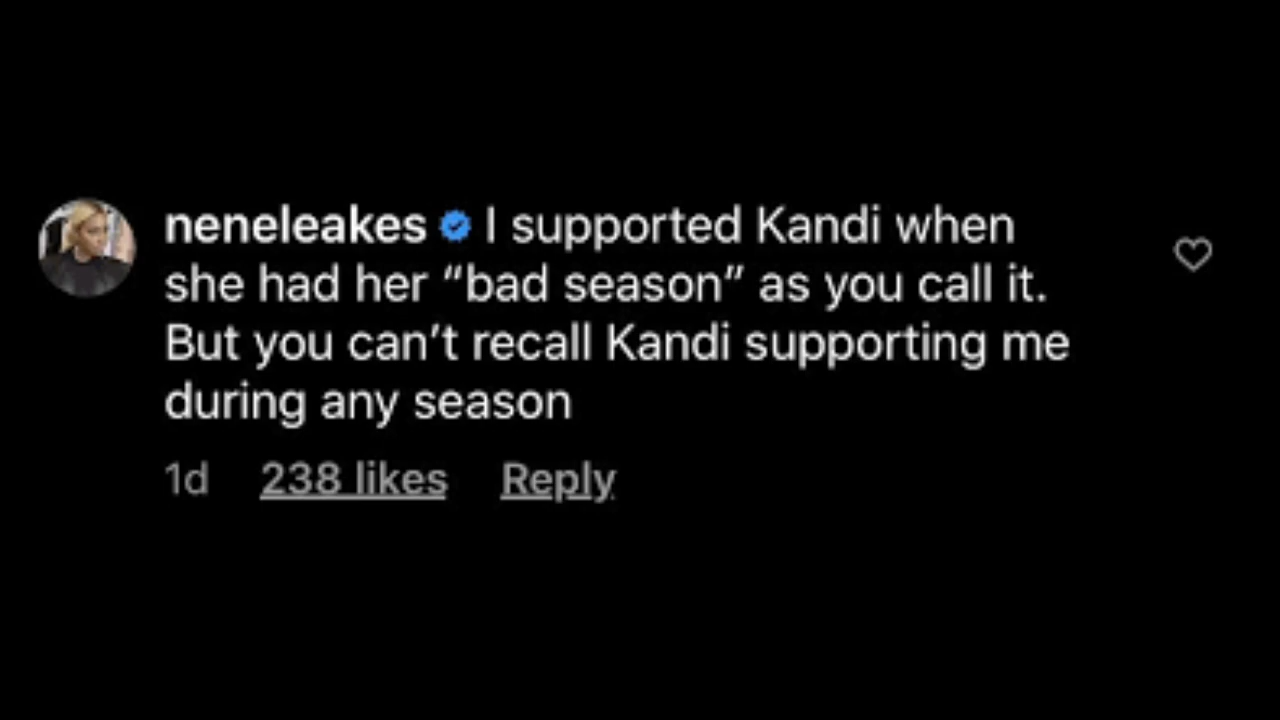 neneleakes I supported Kandi when
she had her “bad season” as you call it.
But you can’t recall Kandi supporting me
during any season
1d 238 likes Reply